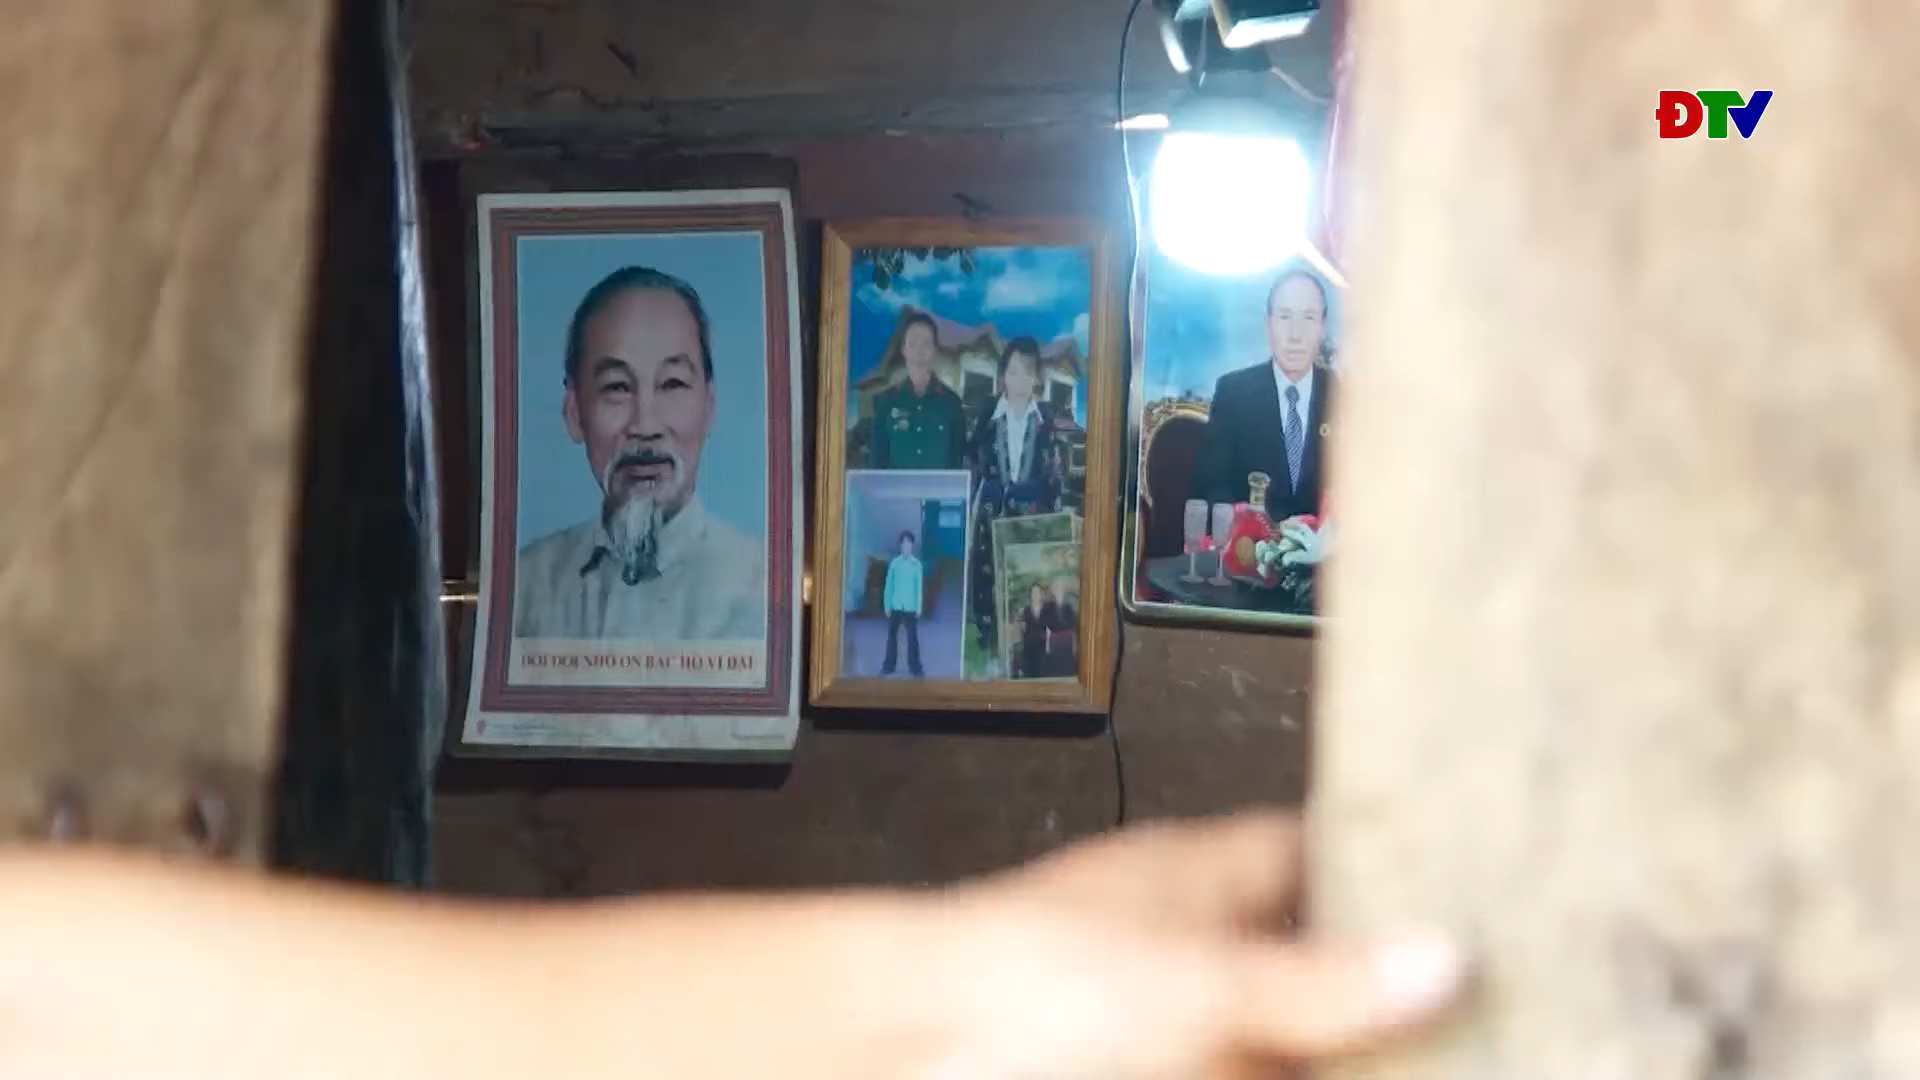 ĐTV
ĐỜI ĐỜI NHỚ ƠN BÁC HỒ VĨ ĐẠI